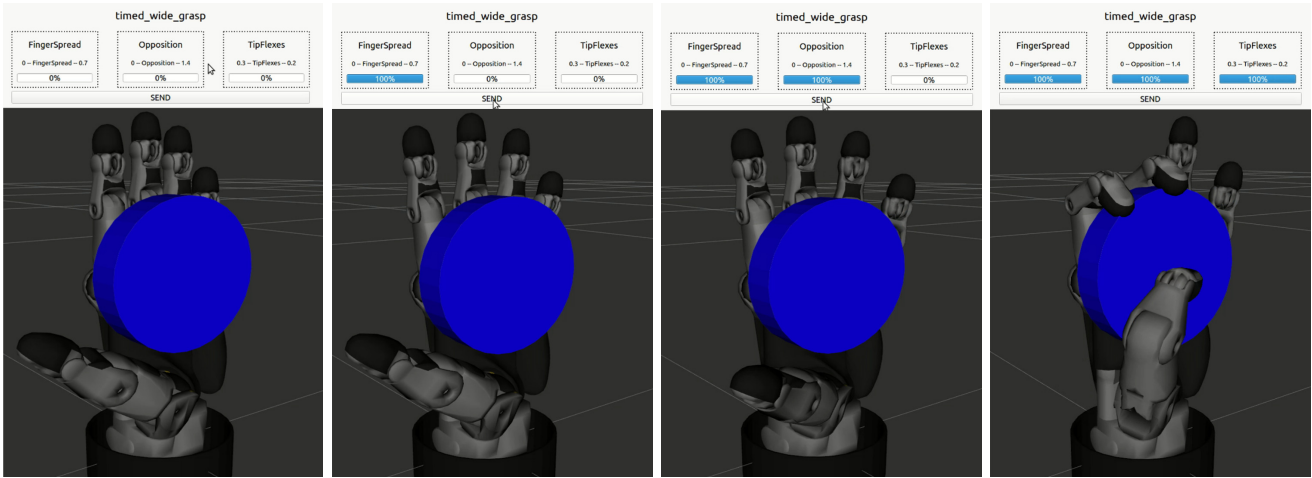 timed_wide_grasp
FingerSpread Opposition TipFlexes
0 -- FingerSpread -- 0.7 0 -- Opposition -- 1.4 0.3 -- TipFlexes -- 0.2
0% 0% 0%
SEND
timed_wide_grasp
FingerSpread Opposition TipFlexes
0 -- FingerSpread -- 0.7 0 -- Opposition -- 1.4 0.3 -- TipFlexes -- 0.2
100% 0% 0%
SEND
timed_wide_grasp
FingerSpread Opposition TipFlexes
0 -- FingerSpread -- 0.7 0 -- Opposition -- 1.4 0.3 -- TipFlexes -- 0.2
100% 100% 0%
SEND
timed_wide_grasp
FingerSpread Opposition TipFlexes
0 -- FingerSpread -- 0.7 0 -- Opposition -- 1.4 0.3 -- TipFlexes -- 0.2
100% 100% 100%
SEND